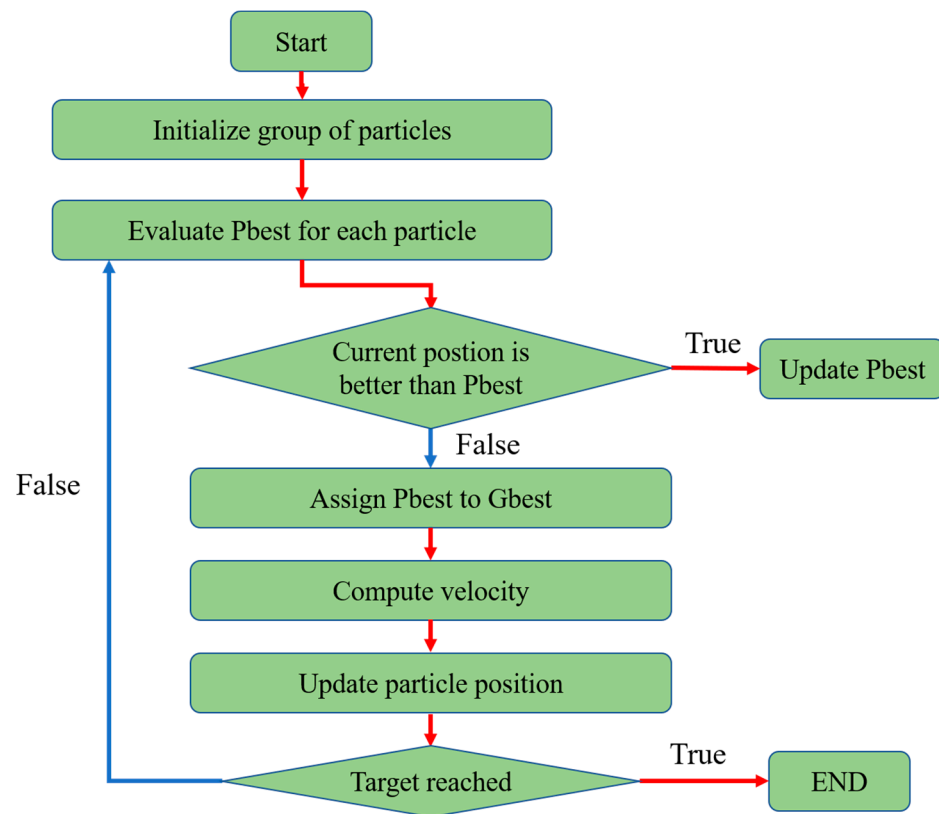 Start
Initialize group of particles
Evaluate Pbest for each particle
Current postion is
better than Pbest
True
Update Pbest
False
False
Assign Pbest to Gbest
Compute velocity
Update particle position
Target reached
True
END